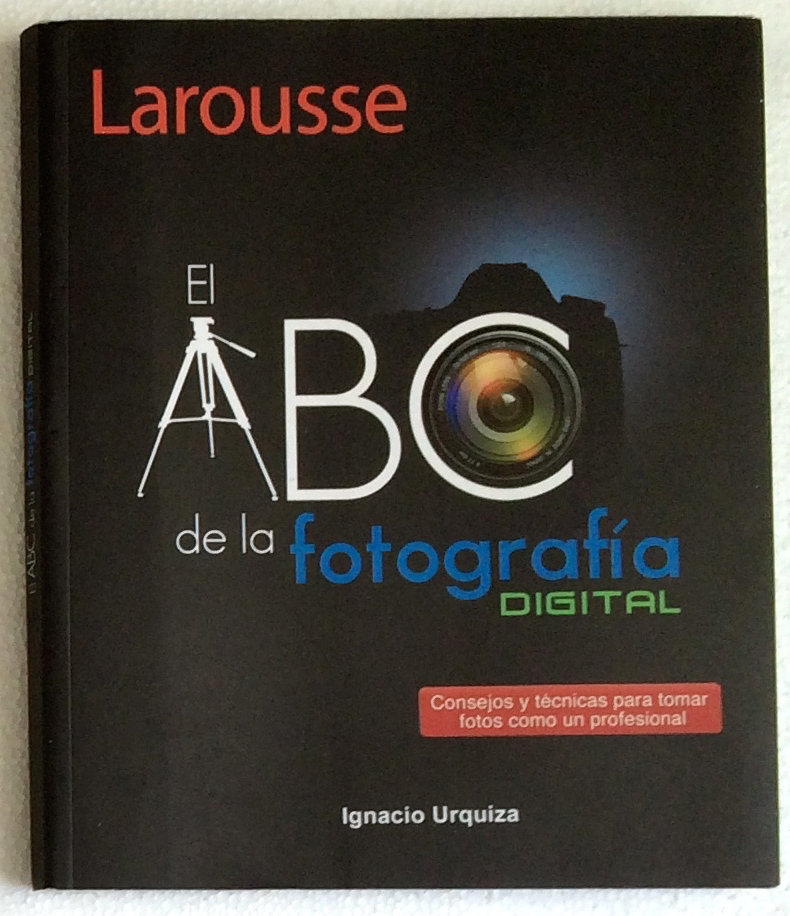 Larousse
El
ABC
de la fotografía
DIGITAL
Consejos y técnicas para tomar
fotos como un profesional
Ignacio Urquiza
El ABC de la fotografía DIGITAL